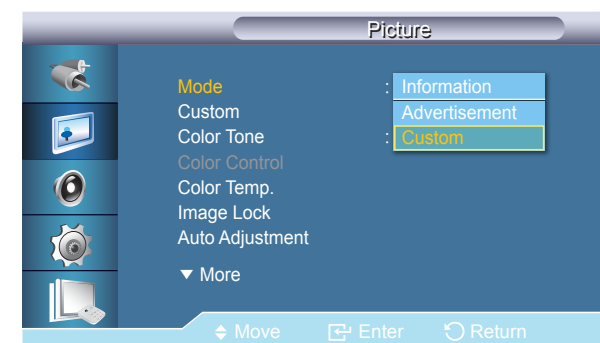 Picture
Mode : Information
Custom Advertisement
Color Tone : Custom
Color Control
Color Temp.
Image Lock
Auto Adjustment
▼ More
Move Enter Return